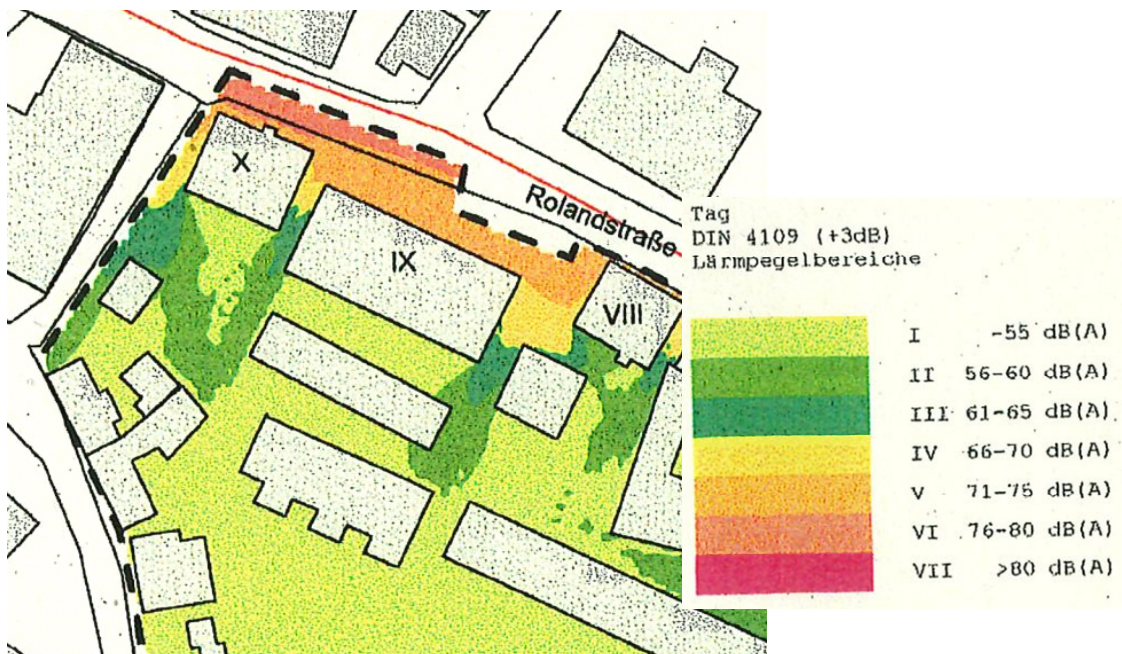 X
IX
Rolandstraße
VIII
Tag
DIN 4109 (+3dB)
Lärmpegelbereiche
I -55 dB(A)
II 56-60 dB(A)
III 61-65 dB(A)
IV 66-70 dB(A)
V 71-75 dB(A)
VI 76-80 dB(A)
VII >80 dB(A)